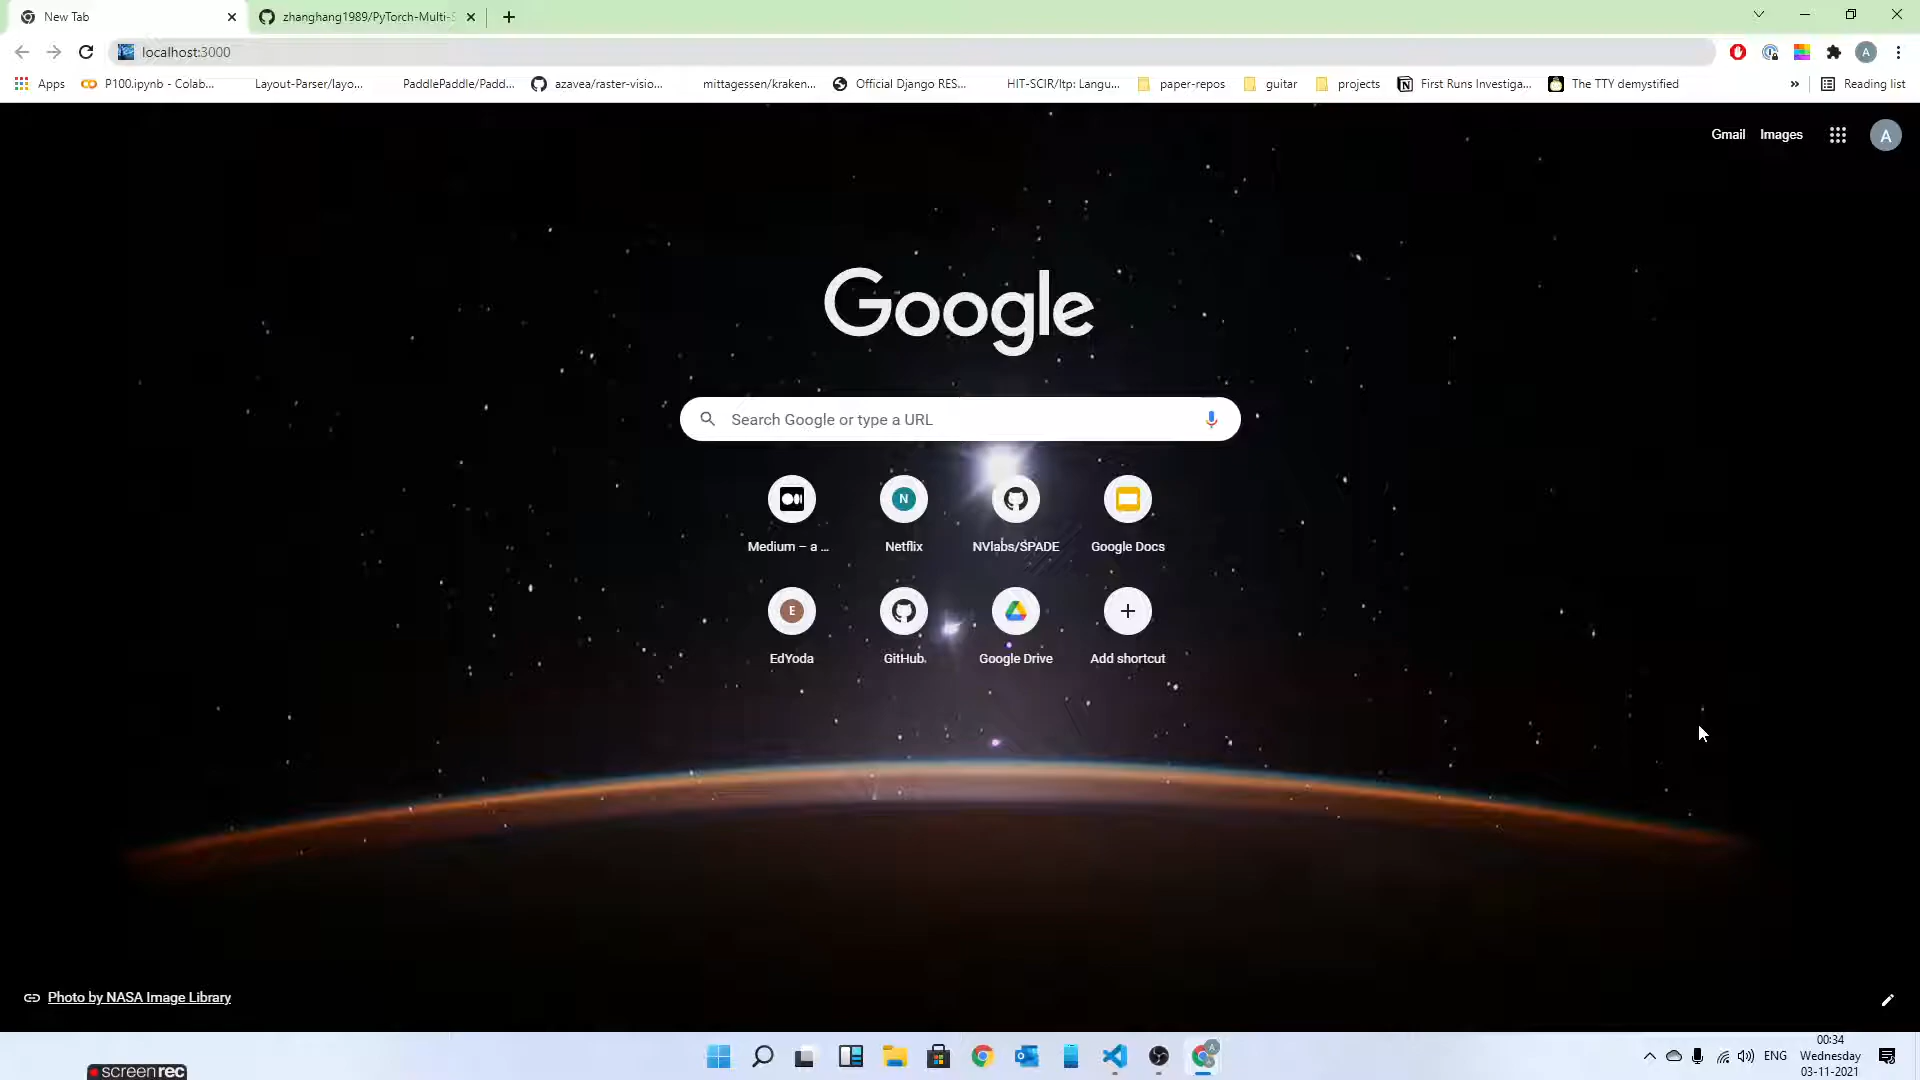 New Tab
zhanghang1989/PyTorch-Multi-S
localhost:3000
A
Apps
P100.ipynb - Colab...
Layout-Parser/layo...
PaddlePaddle/Padd...
azavea/raster-visio...
mittagessen/kraken...
Official Django RES...
HIT-SCIR/ltp: Langu...
paper-repos
guitar
projects
First Runs Investiga...
The TTY demystified
»
Reading list
Gmail
Images
A
Google
Search Google or type a URL
N
Medium – a ...
Netflix
NVlabs/SPADE
Google Docs
E
EdYoda
GitHub
Google Drive
Add shortcut
Photo by NASA Image Library
A
ENG
00:34
Wednesday
03-11-2021
screenrec